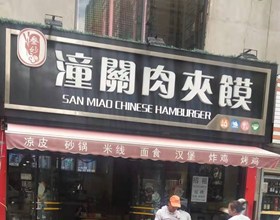 潼關肉夾饃
SAN MIAO CHINESE HAMBURGER
凉皮 砂锅 米线 面食 汉堡 炸鸡 烤鸡